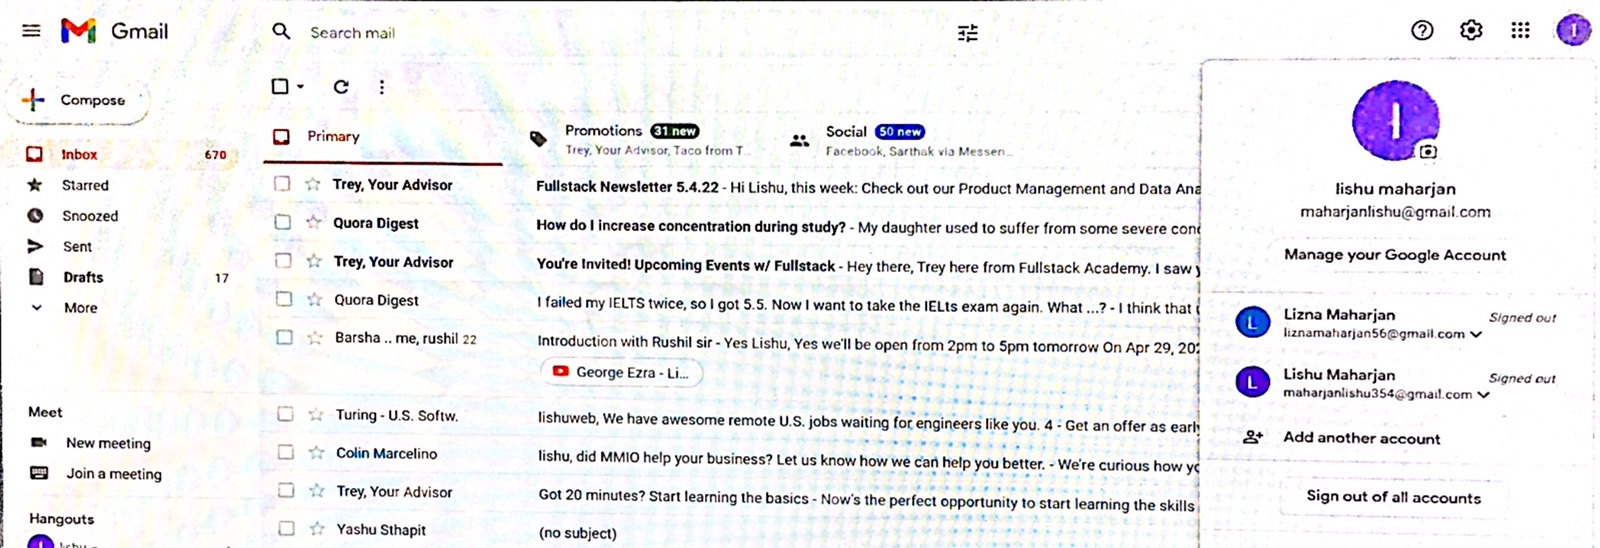 Gmail
Search mail
Compose
Inbox 670
Starred
Snoozed
Sent
Drafts 17
More
Meet
New meeting
Join a meeting
Hangouts
Primary
Promotions 31 new
Trey, Your Advisor, Taco from T...
Social 50 new
Facebook, Sarthak via Messen...
Trey, Your Advisor Fullstack Newsletter 5.4.22 - Hi Lishu, this week: Check out our Product Management and Data Ana
Quora Digest How do I increase concentration during study? - My daughter used to suffer from some severe con
Trey, Your Advisor You're Invited! Upcoming Events w/ Fullstack - Hey there, Trey here from Fullstack Academy. I saw y
Quora Digest I failed my IELTS twice, so I got 5.5. Now I want to take the IELts exam again. What ...? - I think that
Barsha .. me, rushil 22 Introduction with Rushil sir - Yes Lishu, Yes we'll be open from 2pm to 5pm tomorrow On Apr 29, 202
George Ezra - Li...
Turing - U.S. Softw. lishuweb, We have awesome remote U.S. jobs waiting for engineers like you. 4 - Get an offer as early
Colin Marcelino lishu, did MMIO help your business? Let us know how we can help you better. - We're curious how yo
Trey, Your Advisor Got 20 minutes? Start learning the basics - Now's the perfect opportunity to start learning the skills
Yashu Sthapit (no subject)
l
l
lishu maharjan
maharjanlishu@gmail.com
Manage your Google Account
L
Lizna Maharjan Signed out
liznamaharjan56@gmail.com
L
Lishu Maharjan Signed out
maharjanlishu354@gmail.com
Add another account
Sign out of all accounts